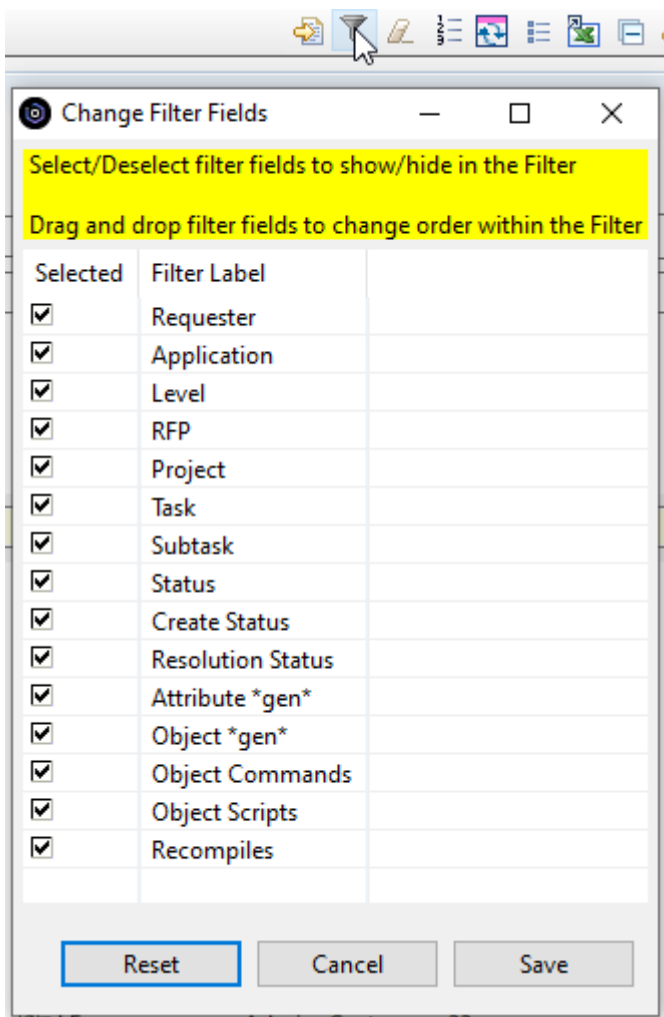 Change Filter Fields
Select/Deselect filter fields to show/hide in the Filter
Drag and drop filter fields to change order within the Filter
Selected Filter Label
Requester
Application
Level
RFP
Project
Task
Subtask
Status
Create Status
Resolution Status
Attribute *gen*
Object *gen*
Object Commands
Object Scripts
Recompiles
Reset Cancel Save